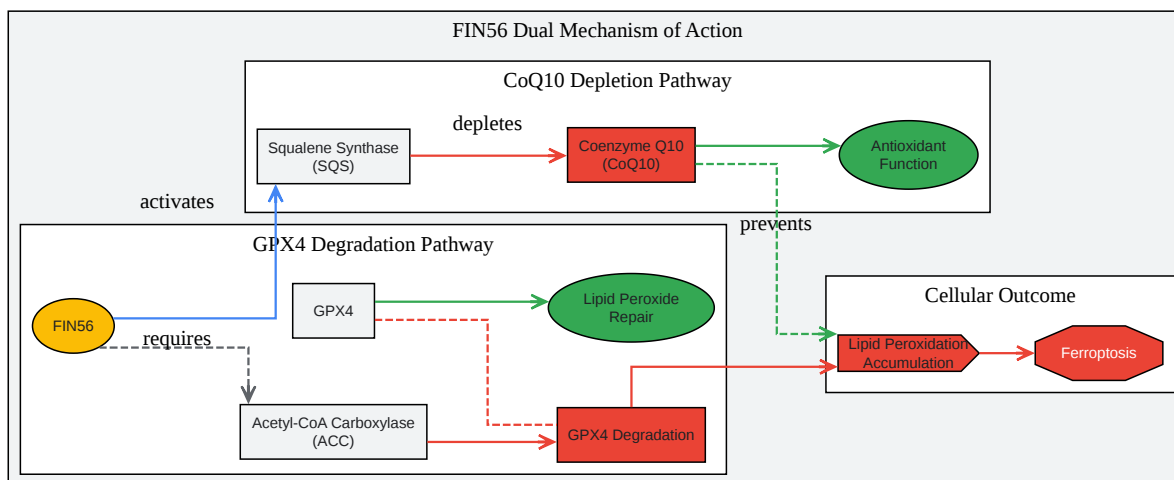 FIN56 Dual Mechanism of Action
CoQ10 Depletion Pathway
depletes
Squalene Synthase
(SQS)
Coenzyme Q10
(CoQ10)
Antioxidant
Function
activates
prevents
GPX4 Degradation Pathway
FIN56
requires
GPX4
Lipid Peroxide
Repair
Acetyl-CoA Carboxylase
(ACC)
GPX4 Degradation
Cellular Outcome
Lipid Peroxidation
Accumulation
Ferroptosis